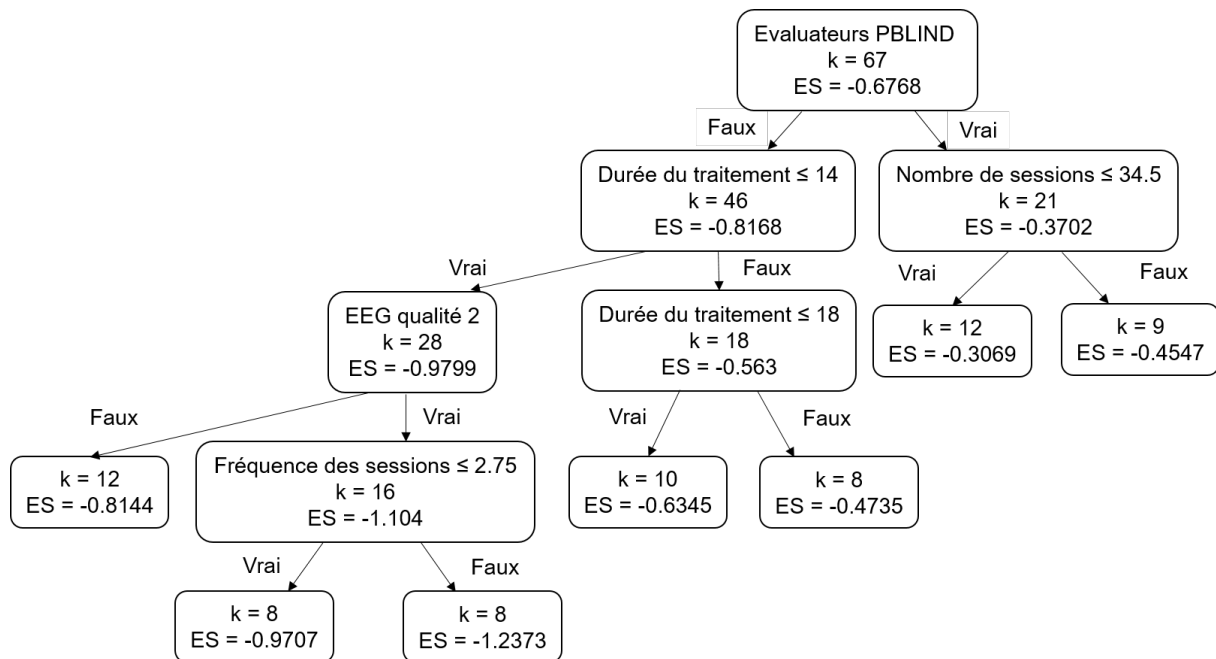 Evaluateurs PBLIND
k = 67
ES = -0.6768
Faux
Vrai
Durée du traitement ≤ 14
k = 46
ES = -0.8168
Nombre de sessions ≤ 34.5
k = 21
ES = -0.3702
Vrai
Faux
Vrai
Faux
EEG qualité 2
k = 28
ES = -0.9799
Durée du traitement ≤ 18
k = 18
ES = -0.563
k = 12
ES = -0.3069
k = 9
ES = -0.4547
Faux
Vrai
Vrai
Faux
k = 12
ES = -0.8144
Fréquence des sessions ≤ 2.75
k = 16
ES = -1.104
k = 10
ES = -0.6345
k = 8
ES = -0.4735
Vrai
Faux
k = 8
ES = -0.9707
k = 8
ES = -1.2373